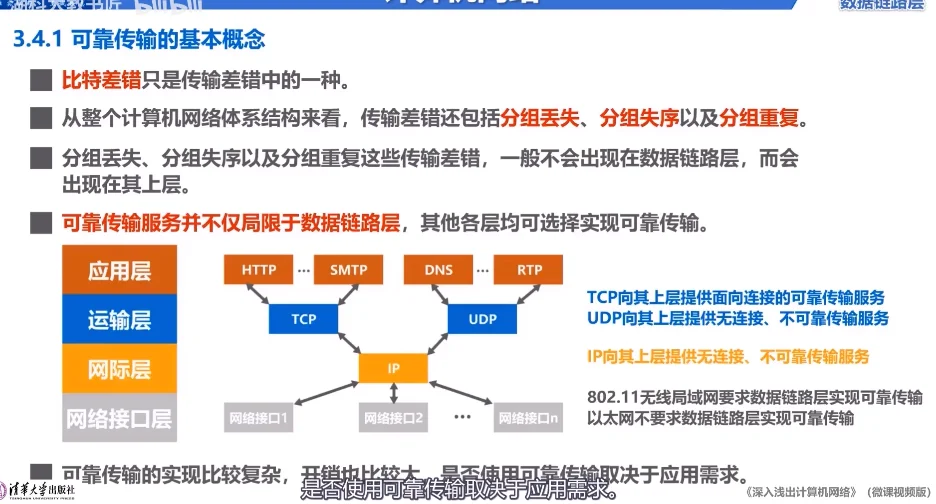 数据链路层
3.4.1 可靠传输的基本概念
比特差错只是传输差错中的一种。
从整个计算机网络体系结构来看，传输差错还包括分组丢失、分组失序以及分组重复。
分组丢失、分组失序以及分组重复这些传输差错，一般不会出现在数据链路层，而会
出现在其上层。
可靠传输服务并不仅局限于数据链路层，其他各层均可选择实现可靠传输。
应用层
HTTP ··· SMTP DNS ··· RTP
运输层
TCP UDP
TCP向其上层提供面向连接的可靠传输服务
UDP向其上层提供无连接、不可靠传输服务
网际层
IP
IP向其上层提供无连接、不可靠传输服务
网络接口层
网络接口1 网络接口2 ··· 网络接口n
802.11无线局域网要求数据链路层实现可靠传输
以太网不要求数据链路层实现可靠传输
可靠传输的实现比较复杂，开销也比较大，是否使用可靠传输取决于应用需求。
是否使用可靠传输取决于应用需求。
清华大学出版社
TSINGHUA UNIVERSITY PRESS
《深入浅出计算机网络》（微课视频版）